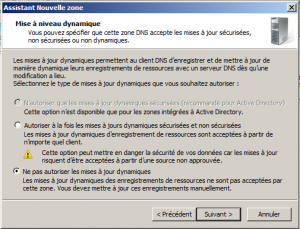 Assistant Nouvelle zone
Mise à niveau dynamique
Vous pouvez spécifier que cette zone DNS accepte les mises à jour sécurisées,
non sécurisées ou non dynamiques.
Les mises à jour dynamiques permettent au client DNS d'enregistrer et de mettre à jour de
manière dynamique leurs enregistrements de ressources avec un serveur DNS dès qu'une
modification a lieu.
Sélectionnez le type de mises à jour dynamiques que vous souhaitez autoriser :
N'autoriser que les mises à jour dynamiques sécurisées (recommandé pour Active Directory)
Cette option n'est disponible que pour les zones intégrées à Active Directory.
Autoriser à la fois les mises à jours dynamiques sécurisées et non sécurisées
Les mises à jour dynamiques d'enregistrement de ressources sont acceptées à partir de
n'importe quel client.
Cette option peut mettre en danger la sécurité de vos données car les mises à jour
risquent d'être acceptées à partir d'une source non approuvée.
Ne pas autoriser les mises à jour dynamiques
Les mises à jour dynamiques des enregistrements de ressources ne sont pas acceptées par
cette zone. Vous devez mettre à jour ces enregistrements manuellement.
< Précédent Suivant > Annuler